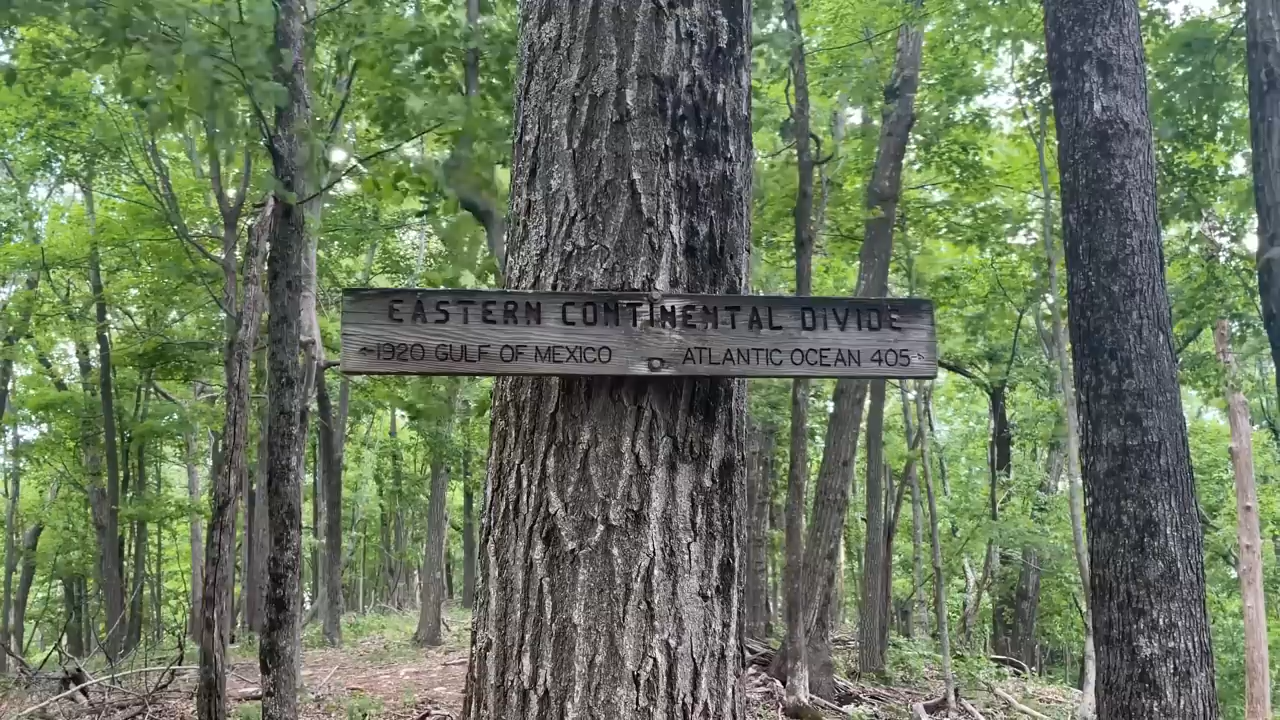 EASTERN CONTINENTAL DIVIDE
←1920 GULF OF MEXICO ATLANTIC OCEAN 405→